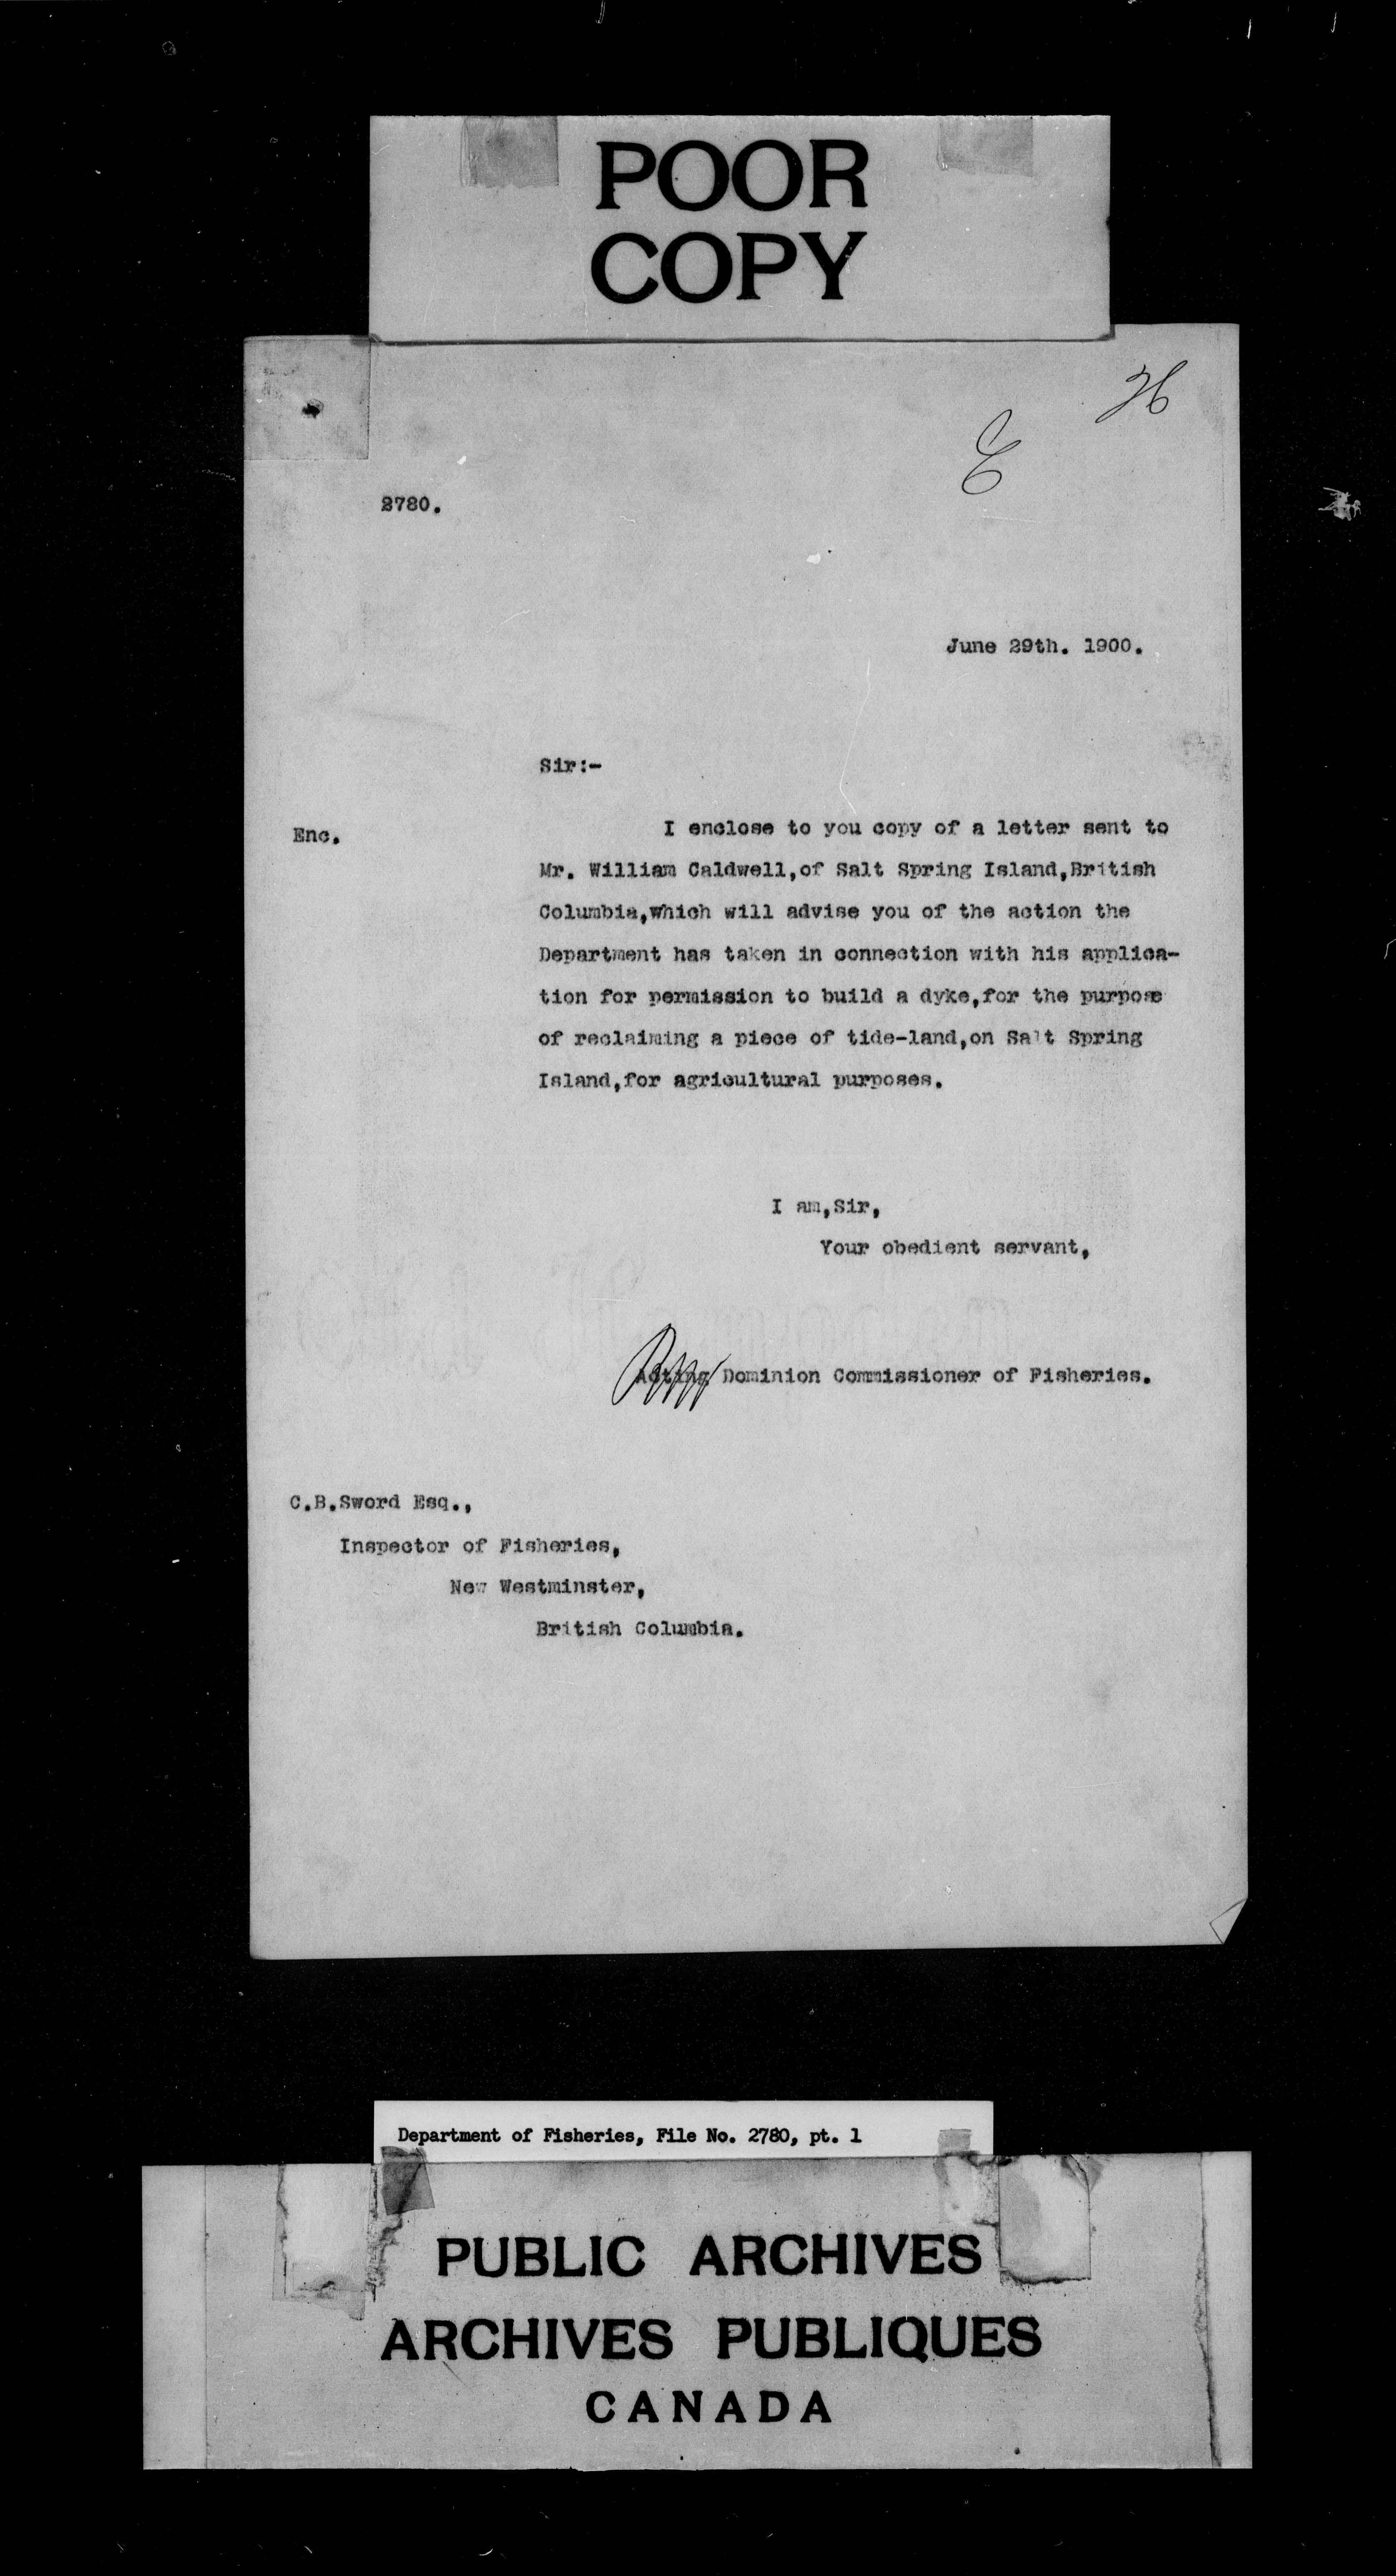 POOR
COPY
26
E
2780.
June 29th. 1900.
Sir:-
Enc.
I enclose to you copy of a letter sent to
Mr. William Caldwell,of Salt Spring Island,British
Columbia,which will advise you of the action the
Department has taken in connection with his applica-
tion for permission to build a dyke,for the purpose
of reclaiming a piece of tide-land,on Salt Spring
Island,for agricultural purposes.
I am,Sir,
Your obedient servant,
Acting Dominion Commissioner of Fisheries.
C.B.Sword Esq.,
Inspector of Fisheries,
New Westminster,
British Columbia.
Department of Fisheries, File No. 2780, pt. 1
PUBLIC ARCHIVES
ARCHIVES PUBLIQUES
CANADA